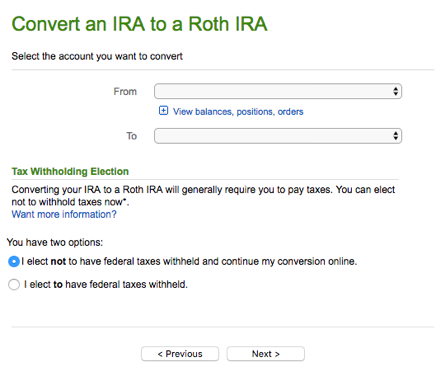 Convert an IRA to a Roth IRA
Select the account you want to convert
From
View balances, positions, orders
To
Tax Withholding Election
Converting your IRA to a Roth IRA will generally require you to pay taxes. You can elect
not to withhold taxes now*.
Want more information?
You have two options:
I elect not to have federal taxes withheld and continue my conversion online.
I elect to have federal taxes withheld.
< Previous
Next >